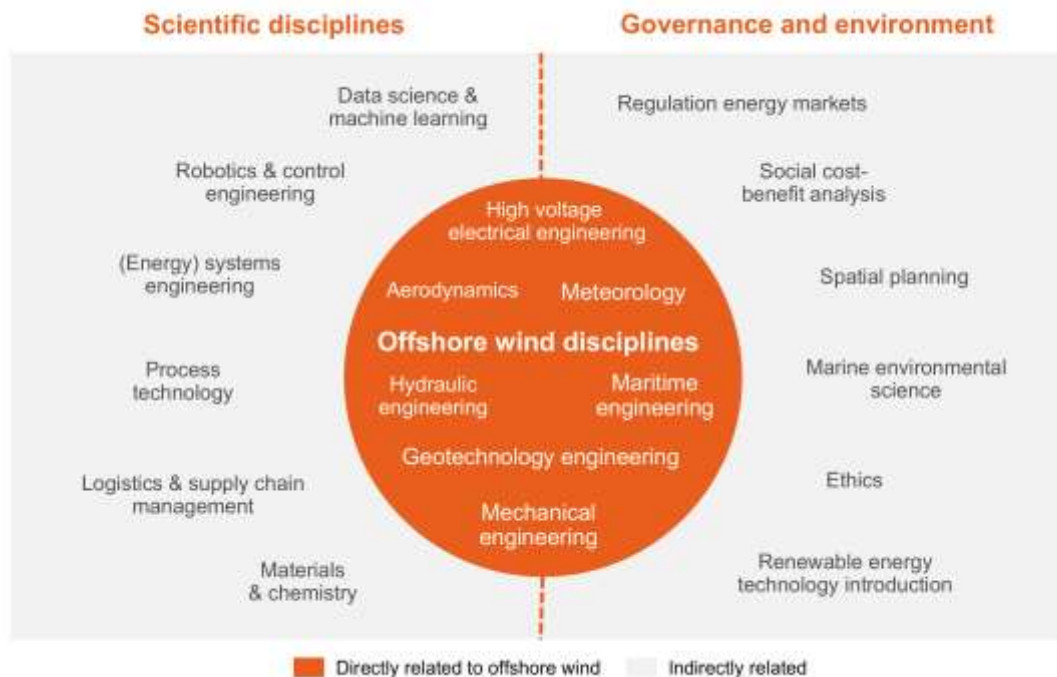 Scientific disciplines
Governance and environment
Data science &
machine learning
Robotics & control
engineering
(Energy) systems
engineering
Process
technology
Logistics & supply chain
management
Materials
& chemistry
High voltage
electrical engineering
Aerodynamics
Meteorology
Offshore wind disciplines
Hydraulic
engineering
Maritime
engineering
Geotechnology engineering
Mechanical
engineering
Regulation energy markets
Social cost-
benefit analysis
Spatial planning
Marine environmental
science
Ethics
Renewable energy
technology introduction
Directly related to offshore wind
Indirectly related